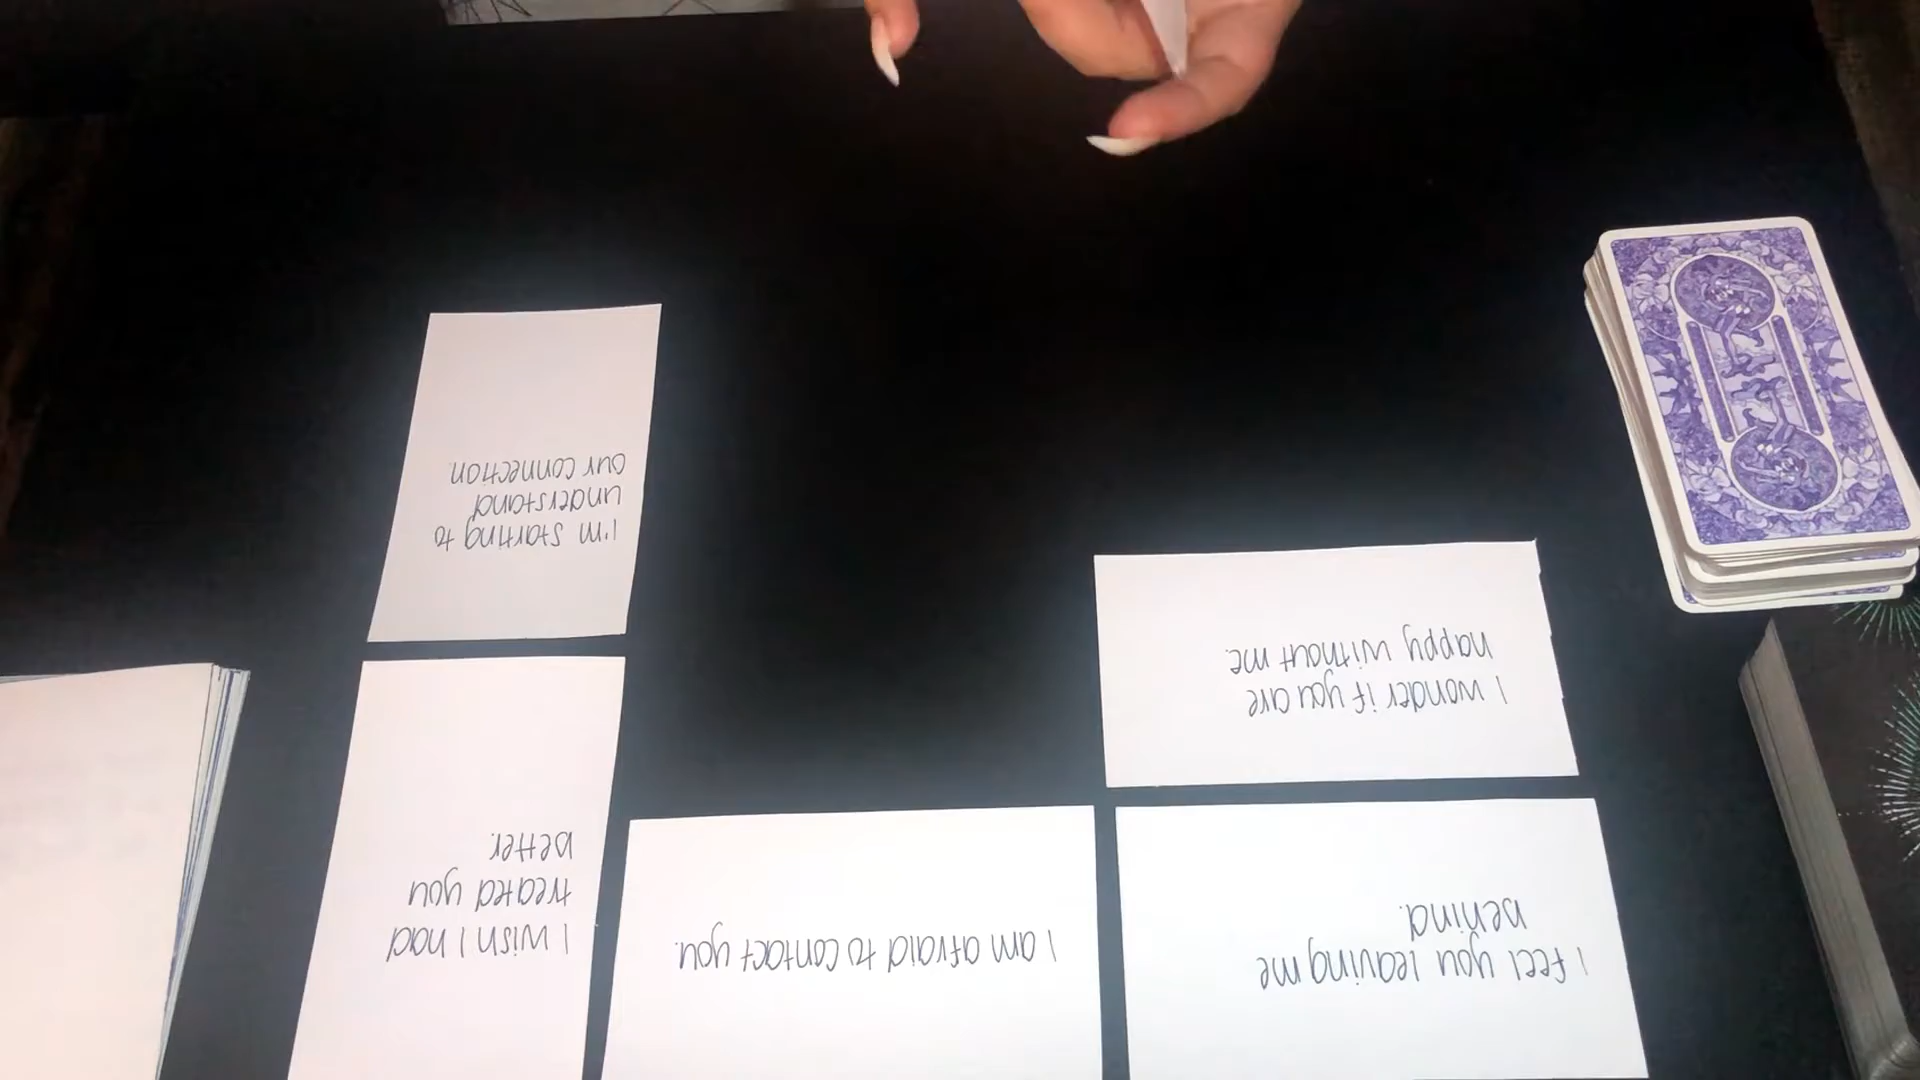 I'm starting to
understand
our connection.
I wish I had
treated you
better.
I am afraid to contact you.
I wonder if you are
happy without me.
I feel you leaving me
behind.